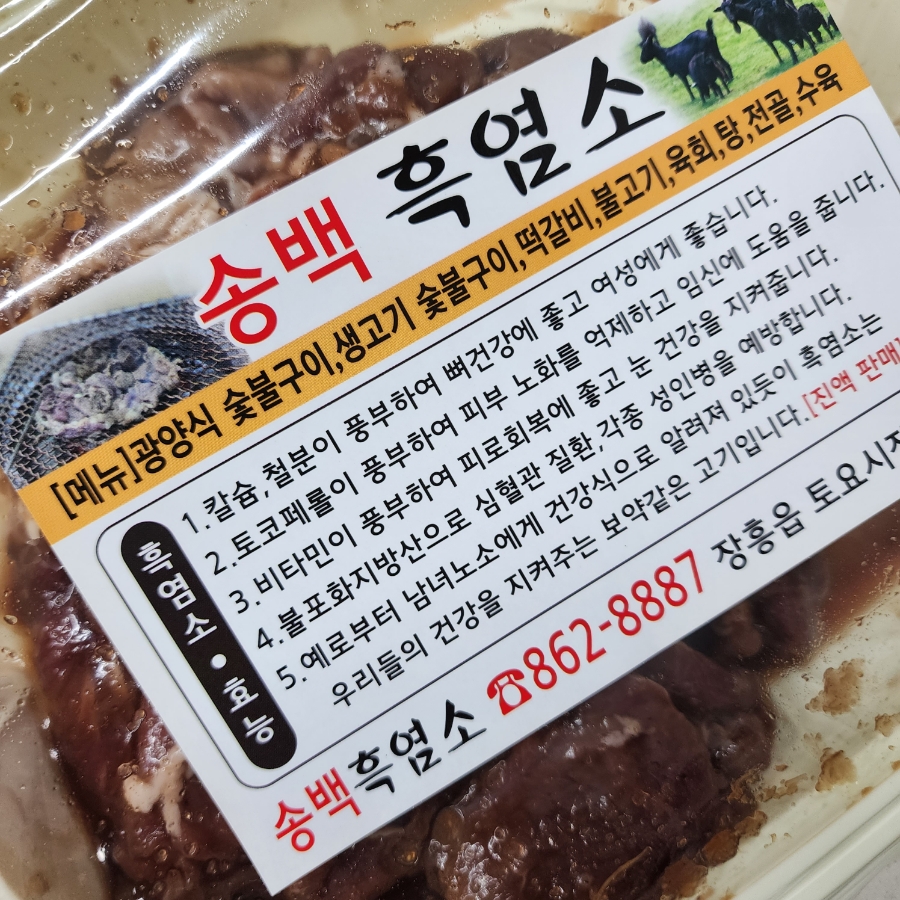 송백 흑염소
[메뉴]광양식 숯불구이,생고기 숯불구이,떡갈비,불고기,육회,탕,전골,수육
흑염소•효능
1.칼슘,철분이 풍부하여 뼈건강에 좋고 여성에게 좋습니다.
2.토코페롤이 풍부하여 피부 노화를 억제하고 임신에 도움을 줍니다.
3.비타민이 풍부하여 피로회복에 좋고 눈 건강을 지켜줍니다.
4.불포화지방산으로 심혈관 질환,각종 성인병을 예방합니다.
5.예로부터 남녀노소에게 건강식으로 알려져 있듯이 흑염소는
우리들의 건강을 지켜주는 보약같은 고기입니다.[진액 판매]
송백흑염소 ☎862-8887 장흥읍 토요시